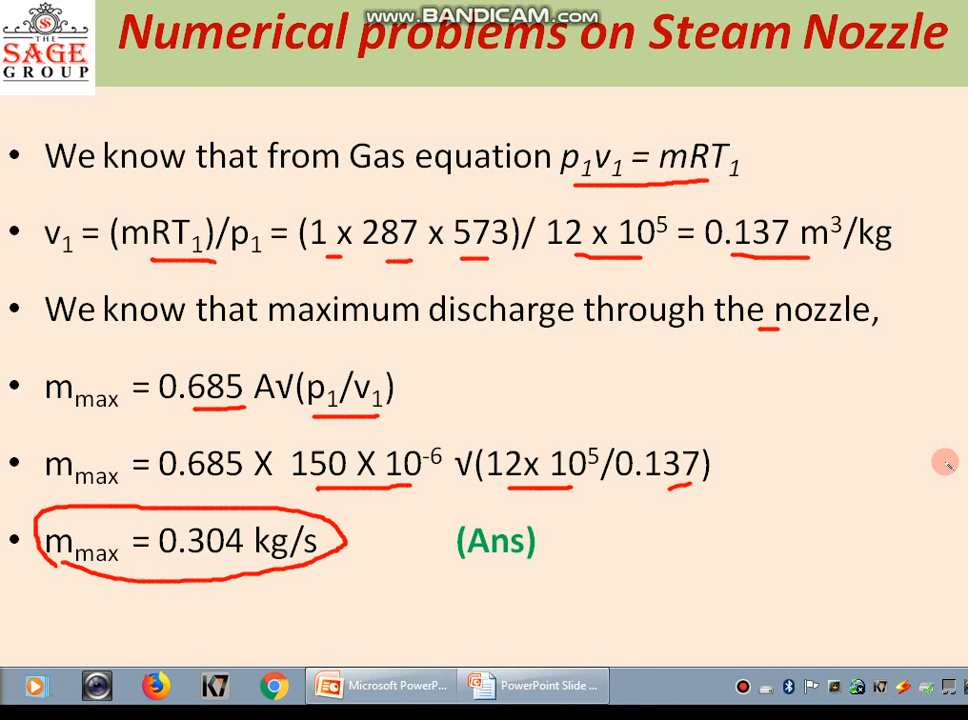 WWW.BANDICAM.COM
THE
SAGE
GROUP
Numerical problems on Steam Nozzle
• We know that from Gas equation p₁v₁ = mRT₁
• v₁ = (mRT₁)/p₁ = (1 x 287 x 573)/ 12 x 10⁵ = 0.137 m³/kg
• We know that maximum discharge through the nozzle,
• mₘₐₓ = 0.685 A√(p₁/v₁)
• mₘₐₓ = 0.685 X 150 X 10⁻⁶ √(12x 10⁵/0.137)
• mₘₐₓ = 0.304 kg/s (Ans)
K7 Microsoft PowerP... PowerPoint Slide ... K7